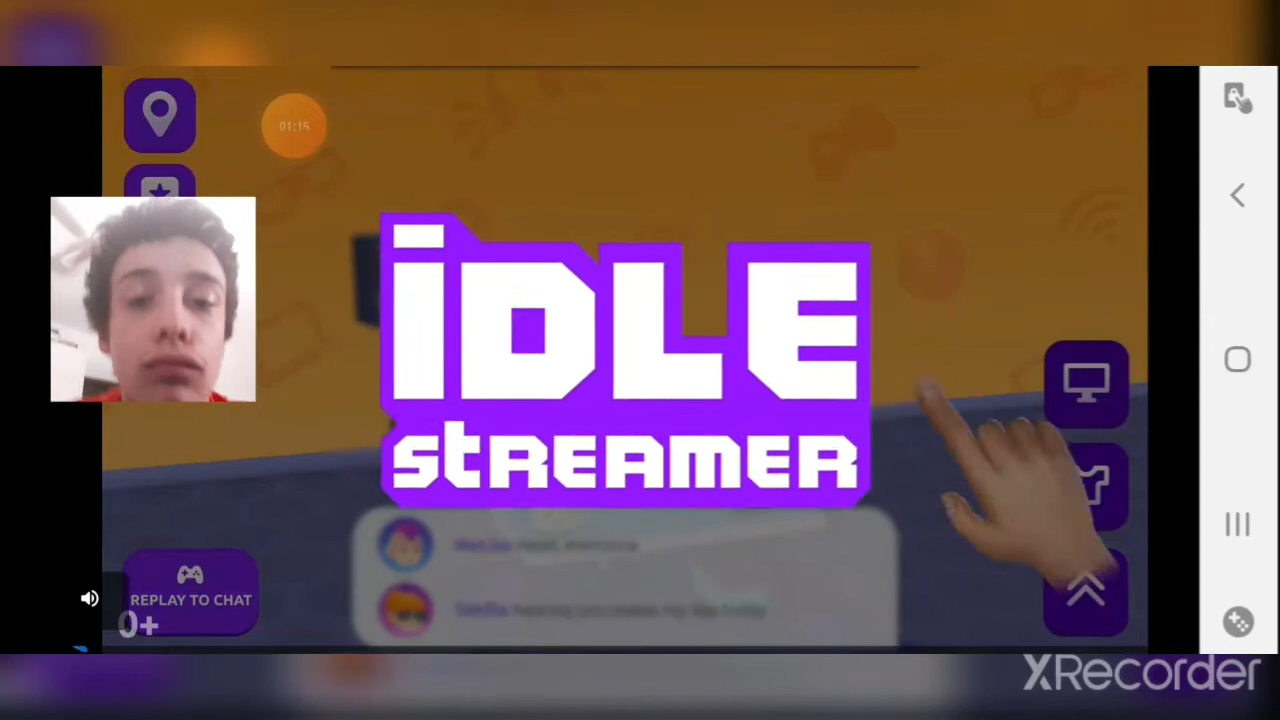 01:15
iDLE
STREAMER
REPLAY TO CHAT
0+
XRecorder